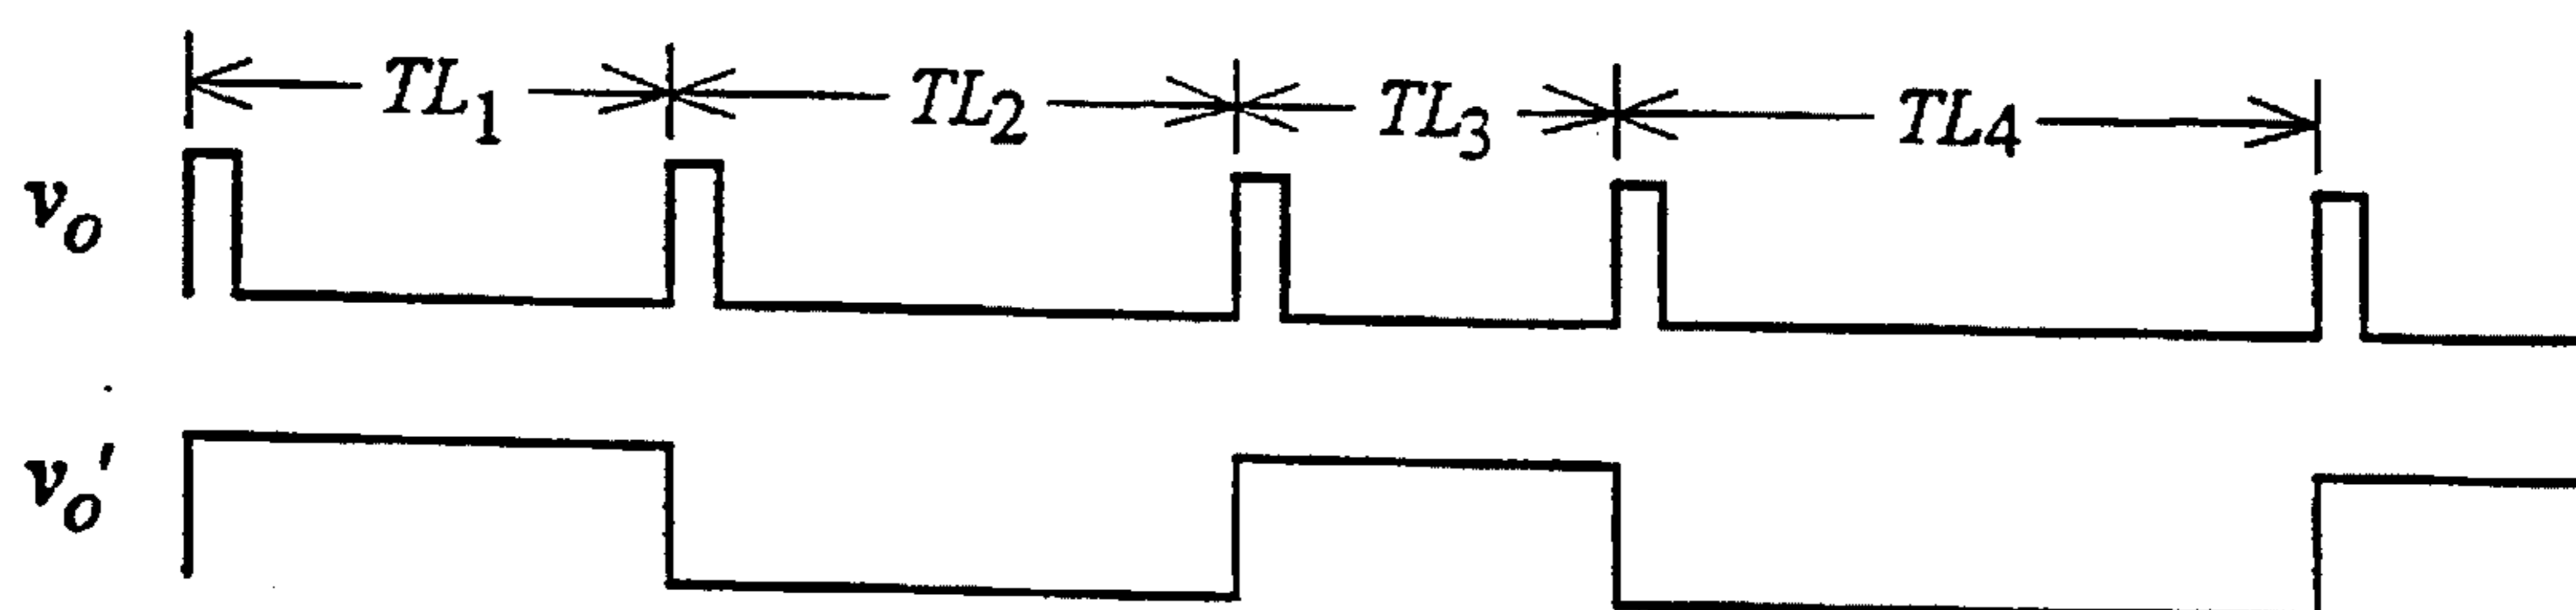 TL₁ TL₂ TL₃ TL₄
vₒ
vₒ'